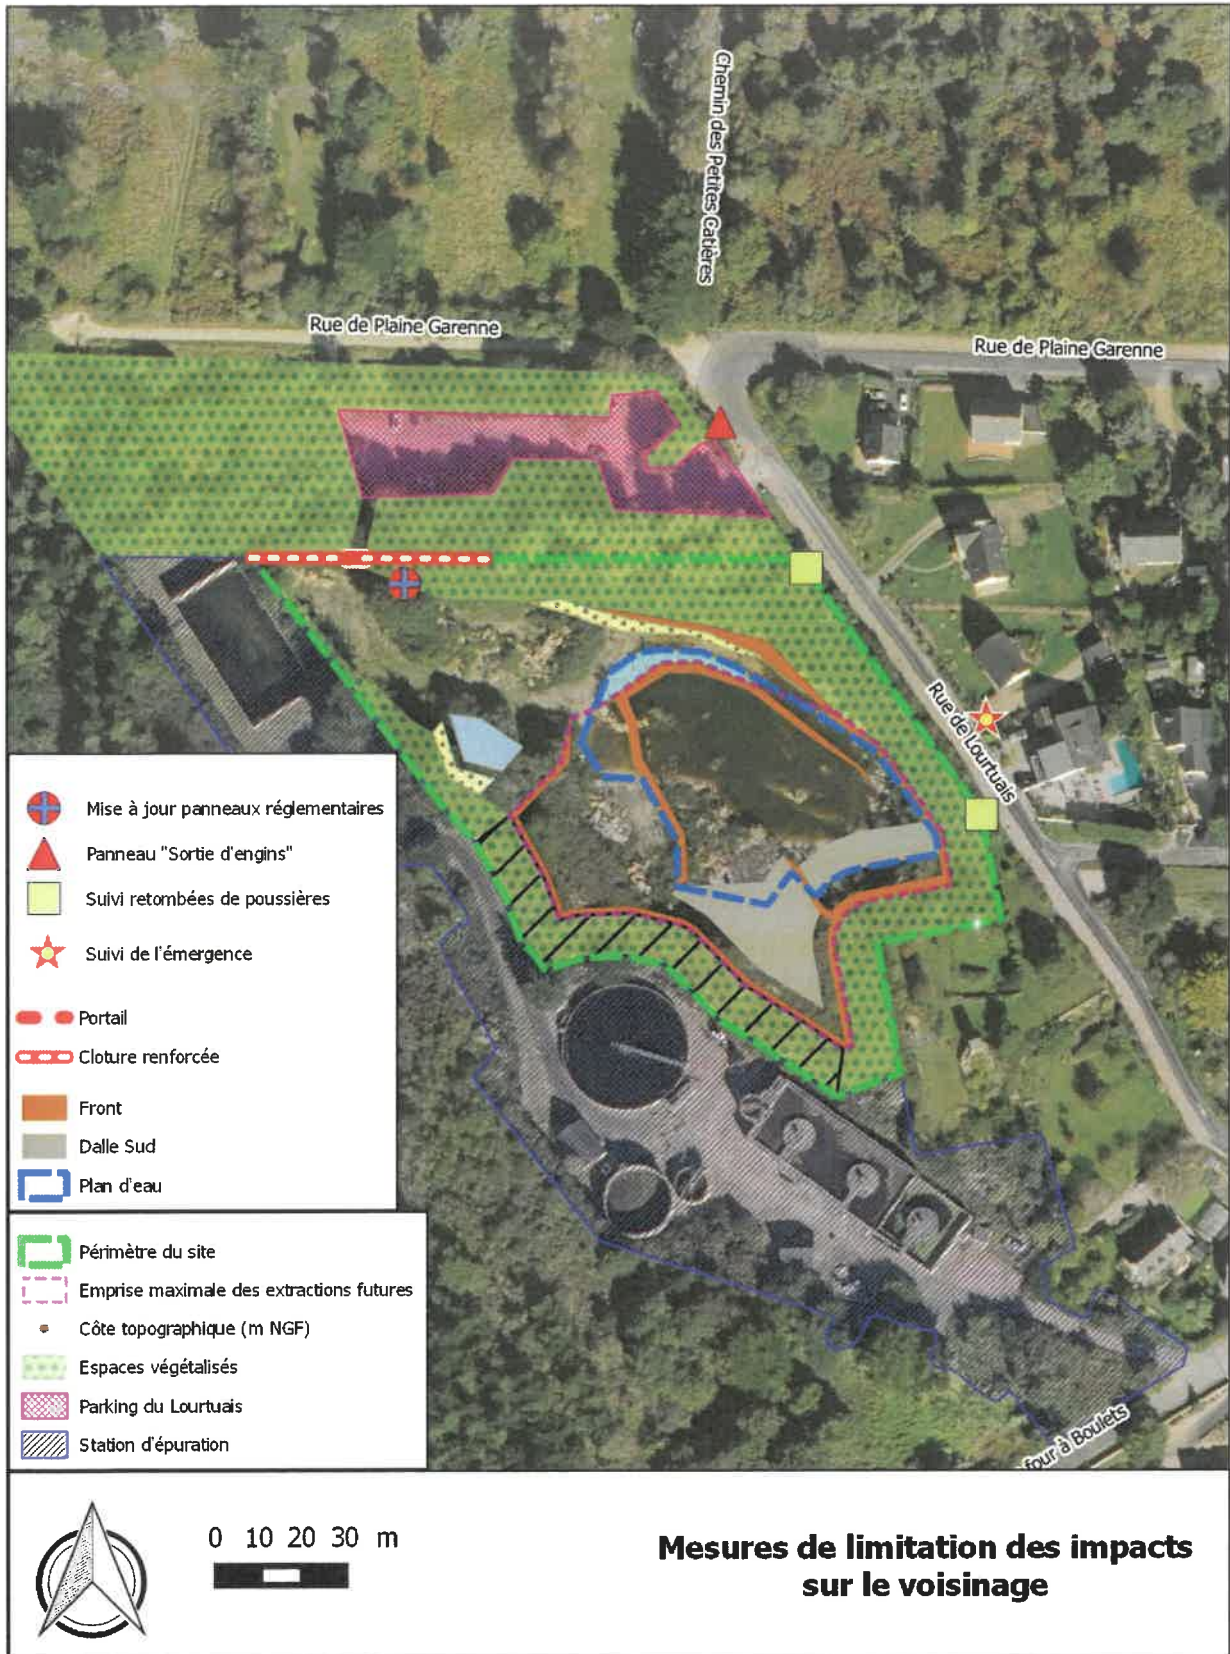 Chemin des Petites Catières
Rue de Plaine Garenne
Rue de Plaine Garenne
Rue de Lourtuais
four à Boulets
Mise à jour panneaux réglementaires
Panneau "Sortie d'engins"
Suivi retombées de poussières
Suivi de l'émergence
Portail
Cloture renforcée
Front
Dalle Sud
Plan d'eau
Périmètre du site
Emprise maximale des extractions futures
Côte topographique (m NGF)
Espaces végétalisés
Parking du Lourtuais
Station d'épuration
0 10 20 30 m
Mesures de limitation des impacts
sur le voisinage